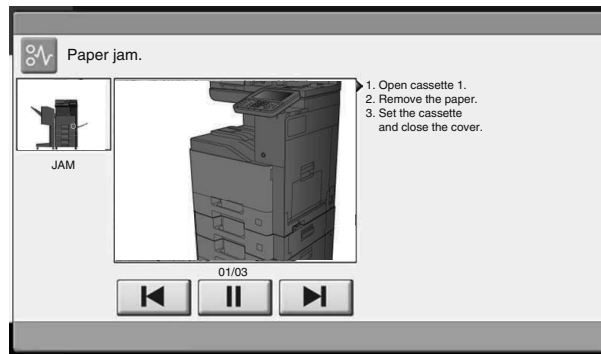 Paper jam.
JAM
01/03
1. Open cassette 1.
2. Remove the paper.
3. Set the cassette
and close the cover.